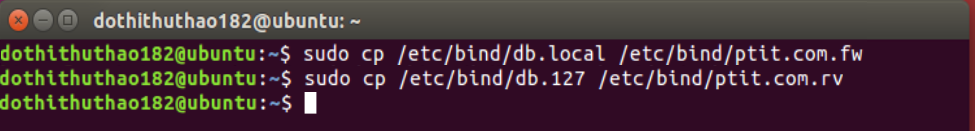 dothithuthao182@ubuntu: ~
dothithuthao182@ubuntu:~$ sudo cp /etc/bind/db.local /etc/bind/ptit.com.fw
dothithuthao182@ubuntu:~$ sudo cp /etc/bind/db.127 /etc/bind/ptit.com.rv
dothithuthao182@ubuntu:~$